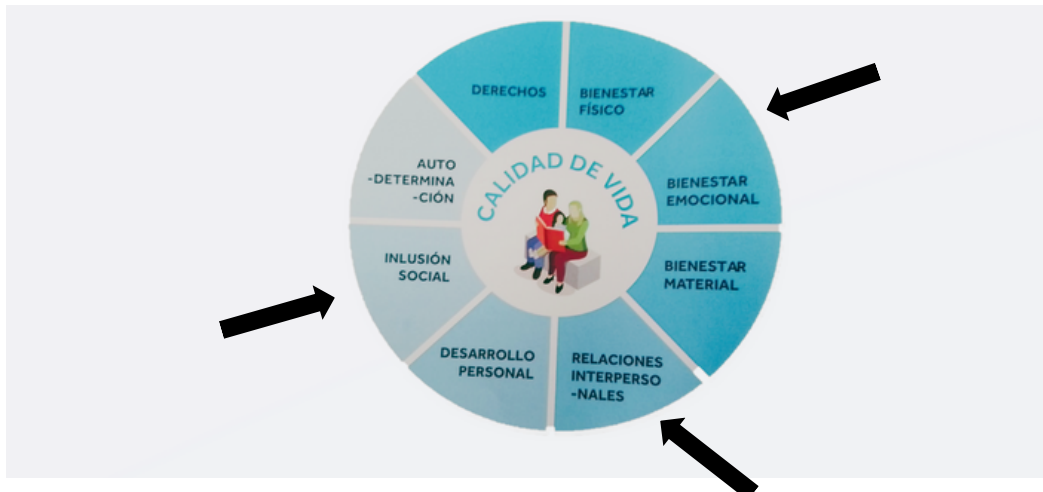 DERECHOS
BIENESTAR
FÍSICO
BIENESTAR
EMOCIONAL
BIENESTAR
MATERIAL
RELACIONES
INTERPERSO
-NALES
DESARROLLO
PERSONAL
INLUSIÓN
SOCIAL
AUTO
-DETERMINA
-CIÓN
CALIDAD DE VIDA